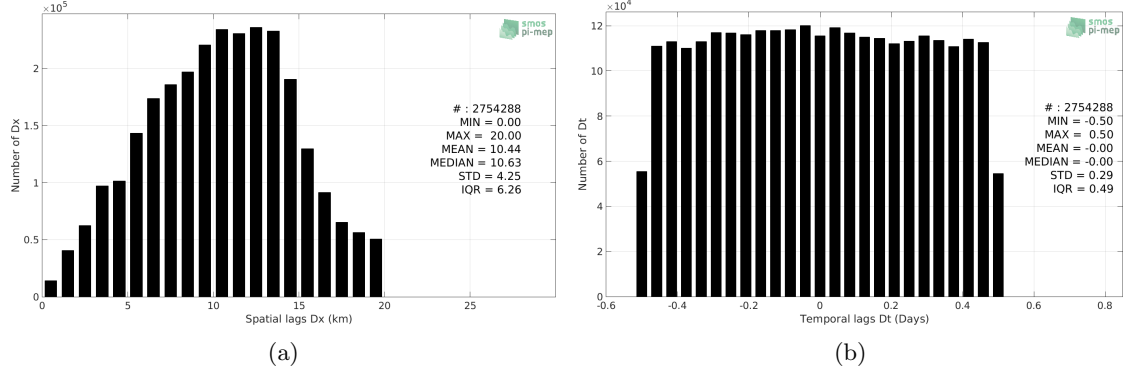 ×10⁵
smos
pi-mep
2
1.5
1
0.5
0
Number of Dx
# : 2754288
MIN = 0.00
MAX = 20.00
MEAN = 10.44
MEDIAN = 10.63
STD = 4.25
IQR = 6.26
0 5 10 15 20 25
Spatial lags Dx (km)
(a)
×10⁴
smos
pi-mep
12
10
8
6
4
2
0
Number of Dt
# : 2754288
MIN = -0.50
MAX = 0.50
MEAN = -0.00
MEDIAN = -0.00
STD = 0.29
IQR = 0.49
-0.6 -0.4 -0.2 0 0.2 0.4 0.6 0.8
Temporal lags Dt (Days)
(b)